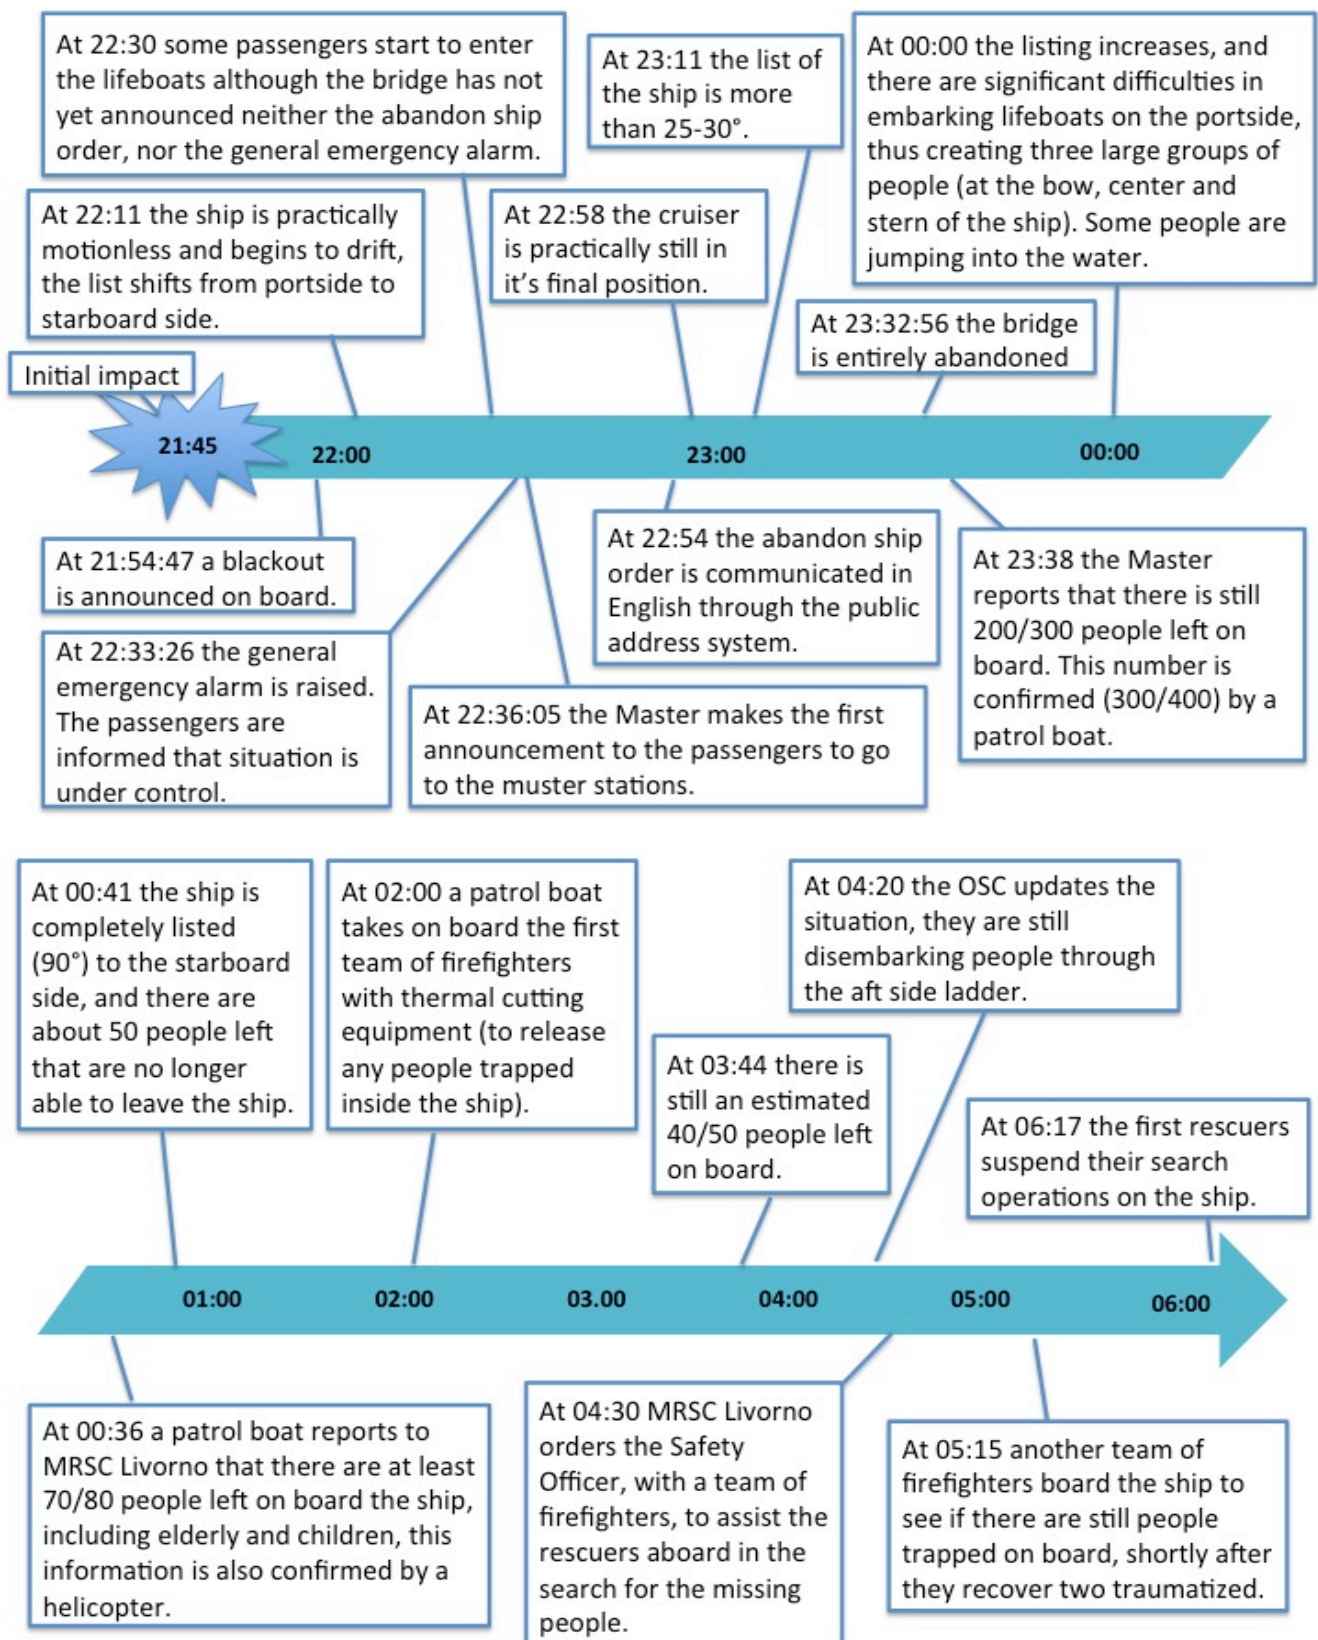 At 22:30 some passengers start to enter
the lifeboats although the bridge has not
yet announced neither the abandon ship
order, nor the general emergency alarm.
At 23:11 the list of
the ship is more
than 25-30°.
At 00:00 the listing increases, and
there are significant difficulties in
embarking lifeboats on the portside,
thus creating three large groups of
people (at the bow, center and
stern of the ship). Some people are
jumping into the water.
At 22:11 the ship is practically
motionless and begins to drift,
the list shifts from portside to
starboard side.
At 22:58 the cruiser
is practically still in
it's final position.
At 23:32:56 the bridge
is entirely abandoned
Initial impact
21:45
22:00
23:00
00:00
At 21:54:47 a blackout
is announced on board.
At 22:54 the abandon ship
order is communicated in
English through the public
address system.
At 23:38 the Master
reports that there is still
200/300 people left on
board. This number is
confirmed (300/400) by a
patrol boat.
At 22:33:26 the general
emergency alarm is raised.
The passengers are
informed that situation is
under control.
At 22:36:05 the Master makes the first
announcement to the passengers to go
to the muster stations.
At 00:41 the ship is
completely listed
(90°) to the starboard
side, and there are
about 50 people left
that are no longer
able to leave the ship.
At 02:00 a patrol boat
takes on board the first
team of firefighters
with thermal cutting
equipment (to release
any people trapped
inside the ship).
At 03:44 there is
still an estimated
40/50 people left
on board.
At 04:20 the OSC updates the
situation, they are still
disembarking people through
the aft side ladder.
At 06:17 the first rescuers
suspend their search
operations on the ship.
01:00
02:00
03.00
04:00
05:00
06:00
At 00:36 a patrol boat reports to
MRSC Livorno that there are at least
70/80 people left on board the ship,
including elderly and children, this
information is also confirmed by a
helicopter.
At 04:30 MRSC Livorno
orders the Safety
Officer, with a team of
firefighters, to assist the
rescuers aboard in the
search for the missing
people.
At 05:15 another team of
firefighters board the ship to
see if there are still people
trapped on board, shortly after
they recover two traumatized.